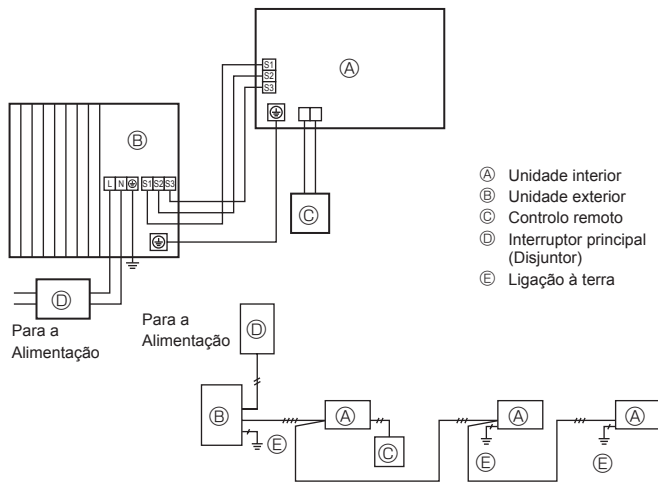 S1
S2
S3
Ⓐ
Ⓑ
L N S1 S2 S3
Ⓒ
Ⓓ
Para a
Alimentação
Ⓐ Unidade interior
Ⓑ Unidade exterior
Ⓒ Controlo remoto
Ⓓ Interruptor principal
(Disjuntor)
Ⓔ Ligação à terra
Para a
Alimentação
Ⓓ
Ⓑ
Ⓔ
Ⓐ
Ⓒ
Ⓐ
Ⓔ
Ⓐ
Ⓔ